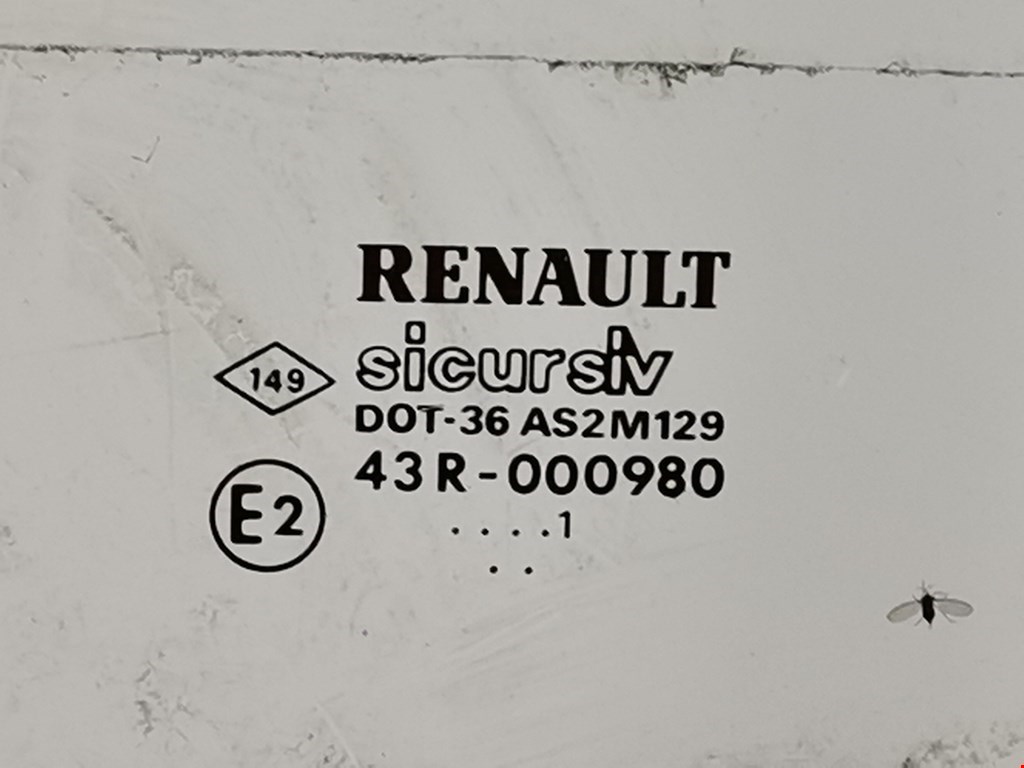 RENAULT
149
sicursiv
DOT-36 AS2M129
43R-000980
E2
. . . . 1
. .